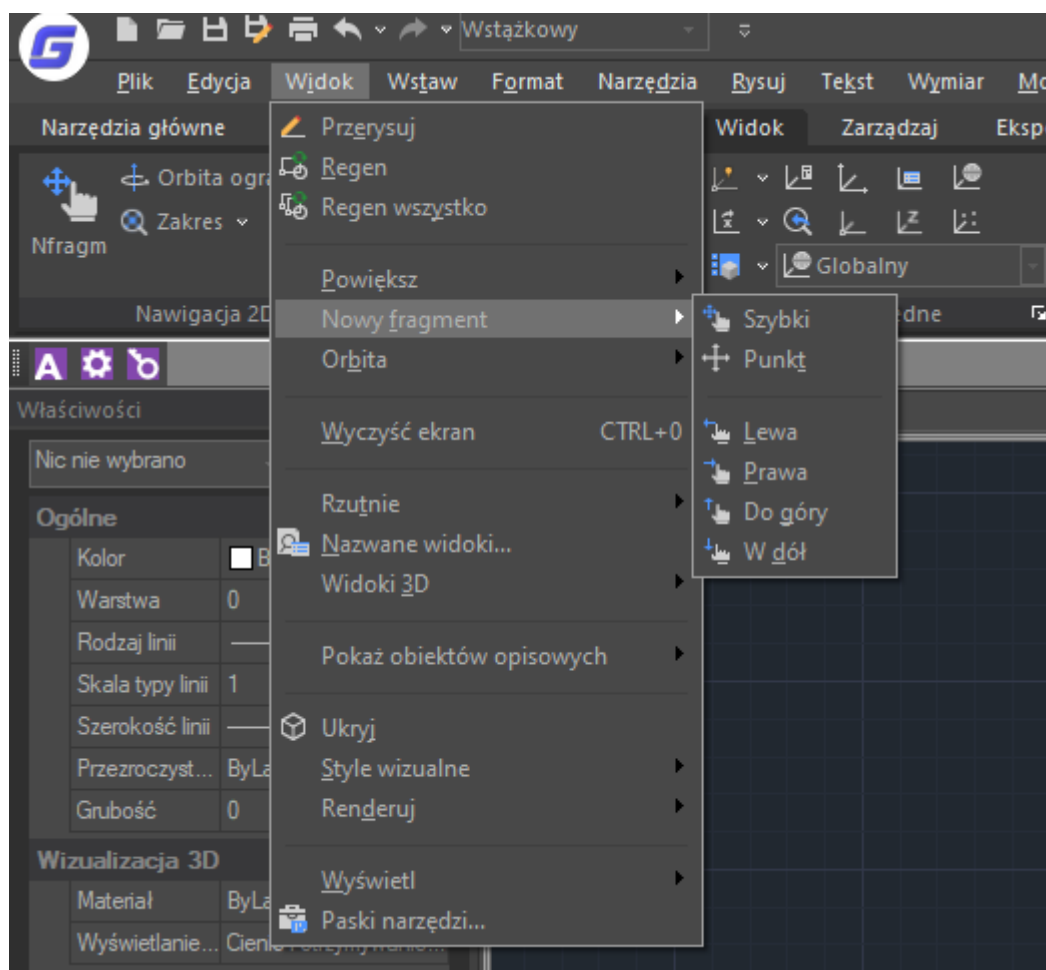 Wstążkowy
Plik Edycja Widok Wstaw Format Narzędzia Rysuj Tekst Wymiar
Narzędzia główne Widok Zarządzaj
Orbita
Zakres
Nfragm
Globalny
Nawigacja 2D
Przerysuj
Regen
Regen wszystko
Powiększ
Nowy fragment
Orbita
Wyczyść ekran CTRL+0
Rzutnie
Nazwane widoki...
Widoki 3D
Pokaż obiektów opisowych
Ukryj
Style wizualne
Renderuj
Wyświetl
Paski narzędzi...
Szybki
Punkt
Lewa
Prawa
Do góry
W dół
A
Właściwości
Nic nie wybrano
Ogólne
Kolor
Warstwa 0
Rodzaj linii
Skala typy linii 1
Szerokość linii
Przezroczyst... ByLa
Grubość 0
Wizualizacja 3D
Materiał ByLa
Wyświetlanie...